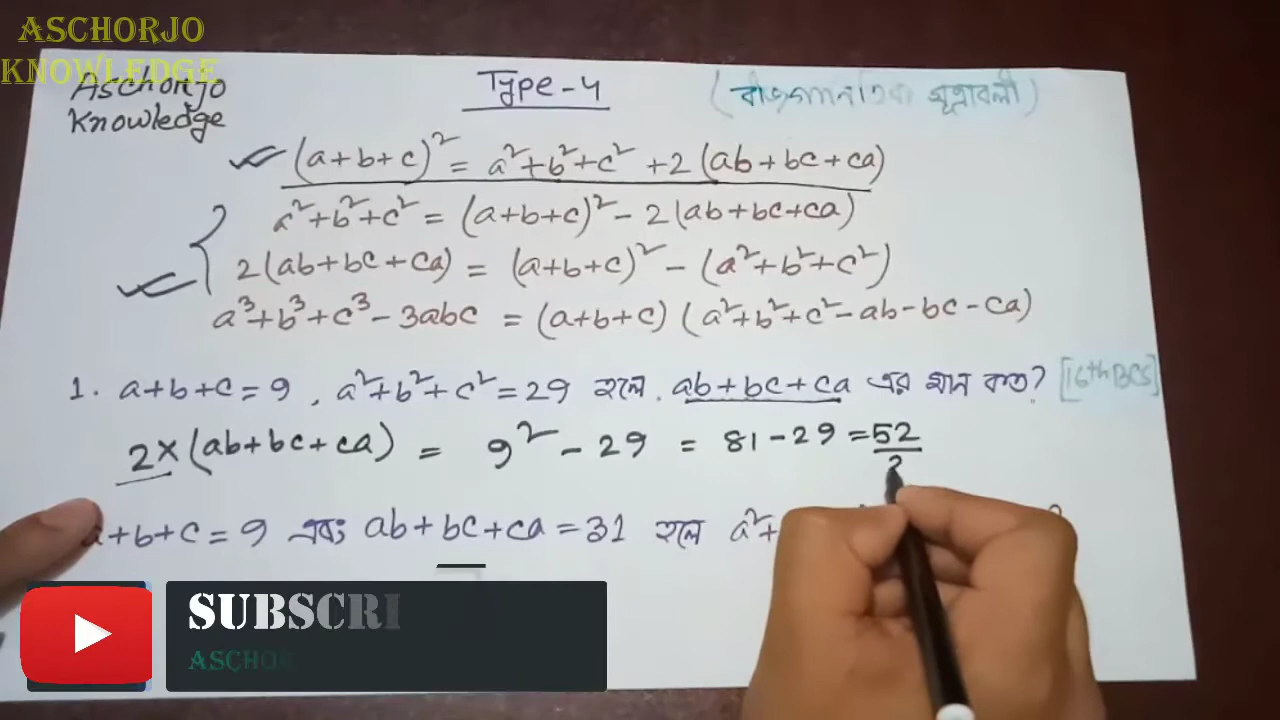 ASCHORJO
KNOWLEDGE
Aschorjo
Knowledge
Type-4
(বীজগাণিতিক সূত্রাবলী)
(a+b+c)² = a²+b²+c² +2 (ab+bc+ca)
a²+b²+c² = (a+b+c)² - 2(ab+bc+ca)
2(ab+bc+ca) = (a+b+c)² - (a²+b²+c²)
a³+b³+c³-3abc = (a+b+c) (a²+b²+c²-ab-bc-ca)
1. a+b+c=9, a²+b²+c²=29 হলে ab+bc+ca এর মান কত? [16th BCS]
2×(ab+bc+ca) = 9² - 29 = 81-29 = 52/2
a+b+c=9 এবং ab+bc+ca=31 হলে a²+
SUBSCRI
ASCHOR